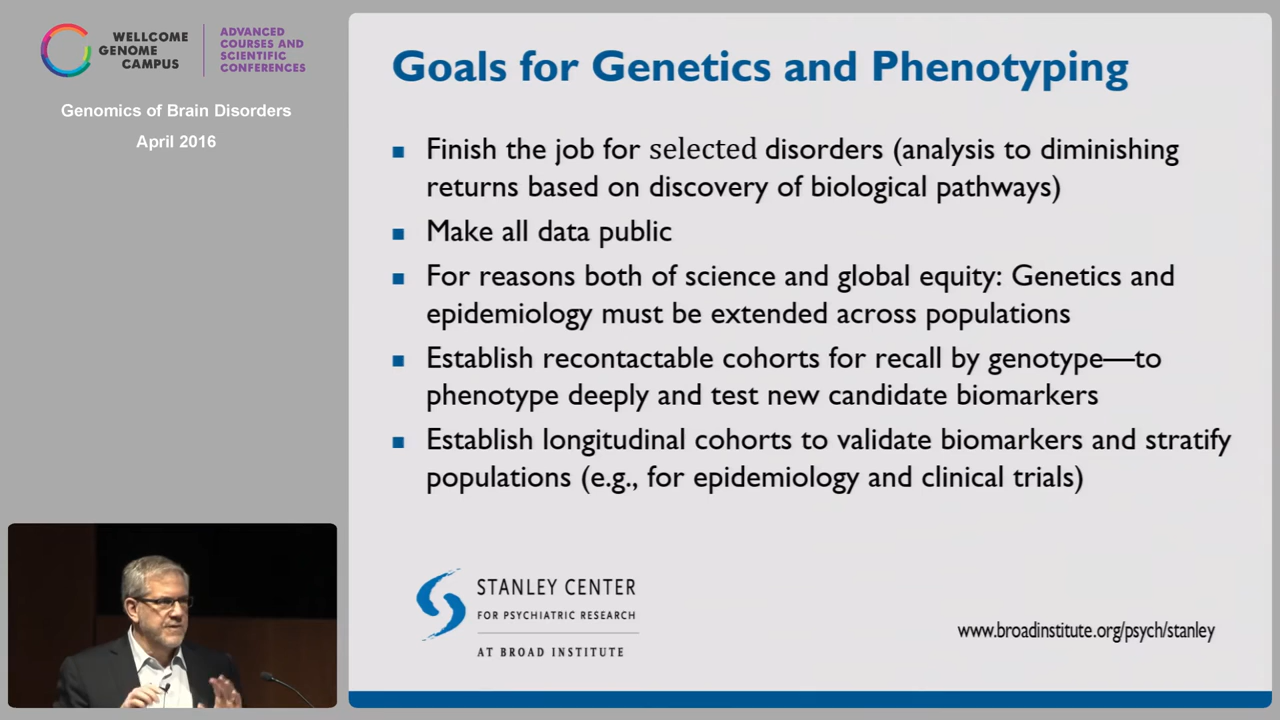 WELLCOME
GENOME
CAMPUS
ADVANCED
COURSES AND
SCIENTIFIC
CONFERENCES
Genomics of Brain Disorders
April 2016
Goals for Genetics and Phenotyping
Finish the job for selected disorders (analysis to diminishing
returns based on discovery of biological pathways)
Make all data public
For reasons both of science and global equity: Genetics and
epidemiology must be extended across populations
Establish recontactable cohorts for recall by genotype—to
phenotype deeply and test new candidate biomarkers
Establish longitudinal cohorts to validate biomarkers and stratify
populations (e.g., for epidemiology and clinical trials)
STANLEY CENTER
FOR PSYCHIATRIC RESEARCH
AT BROAD INSTITUTE
www.broadinstitute.org/psych/stanley